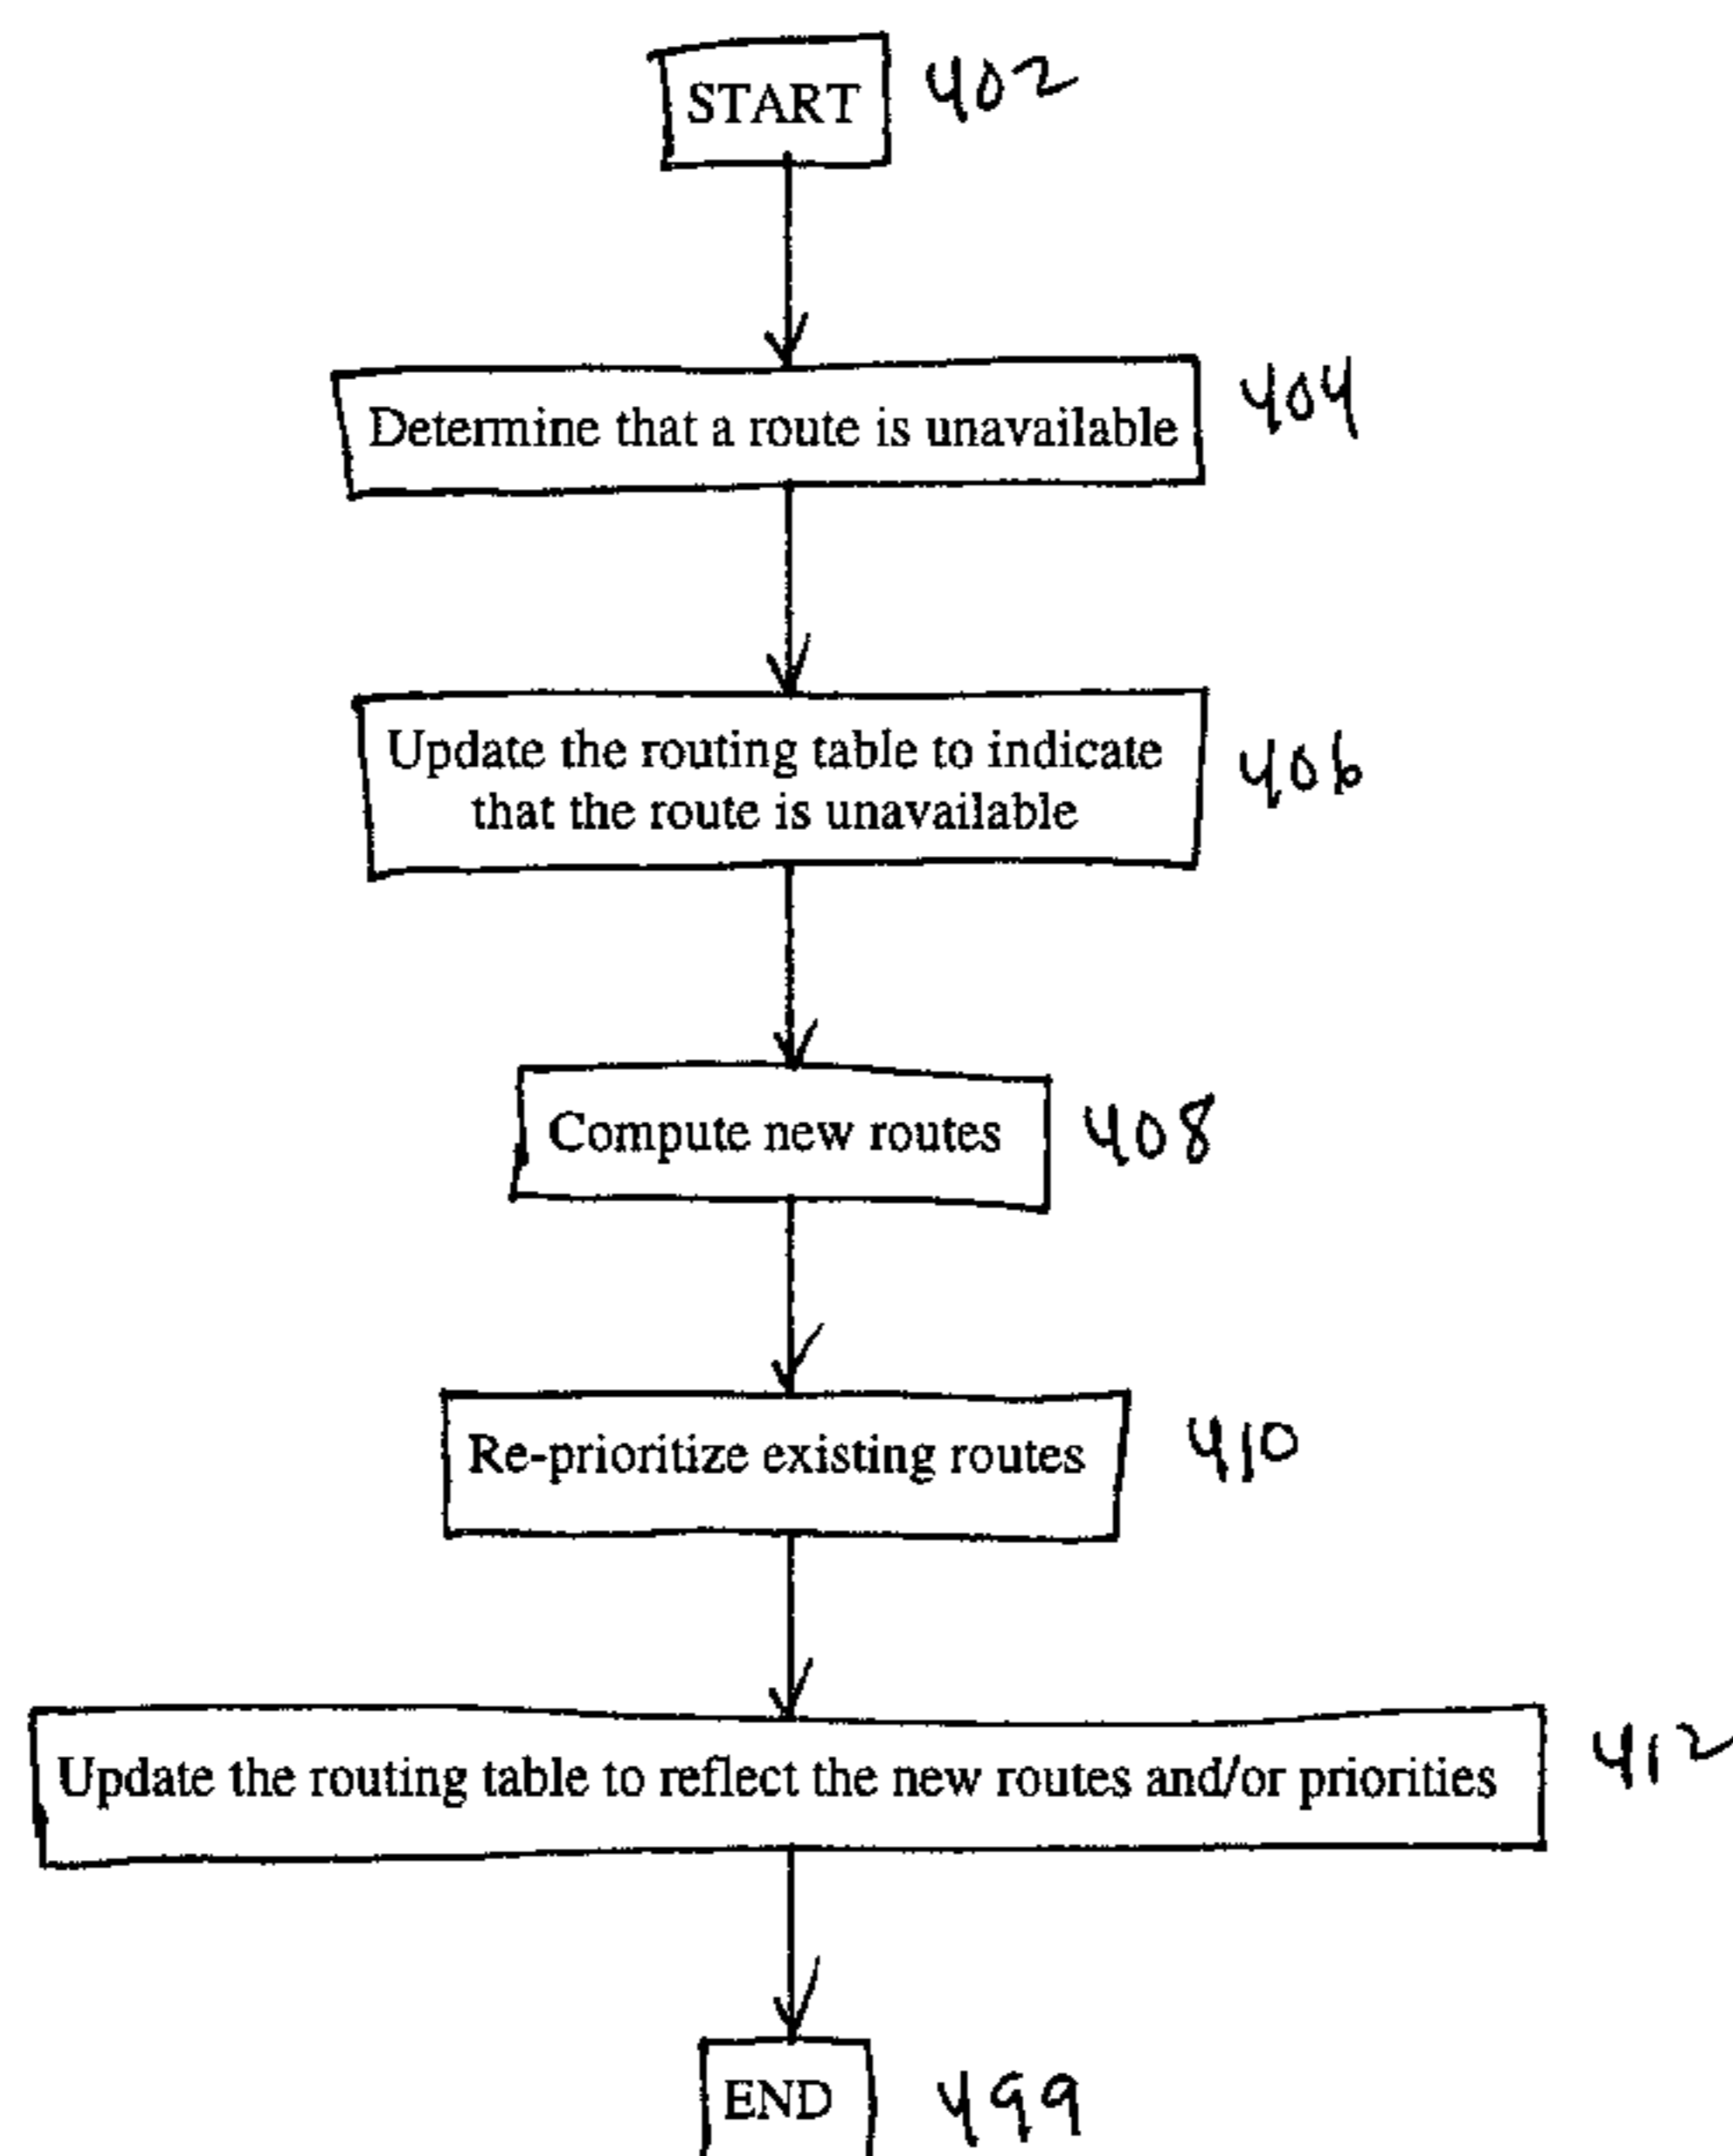 START 402
Determine that a route is unavailable 404
Update the routing table to indicate
that the route is unavailable
406
Compute new routes 408
Re-prioritize existing routes 410
Update the routing table to reflect the new routes and/or priorities 412
END 499